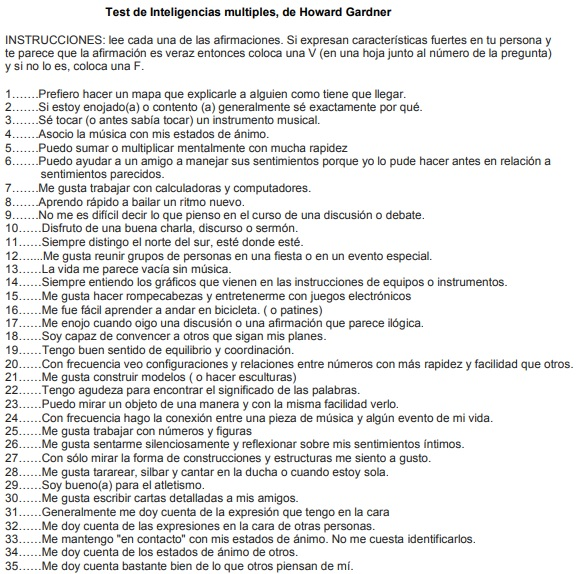 Test de Inteligencias multiples, de Howard Gardner
INSTRUCCIONES: lee cada una de las afirmaciones. Si expresan características fuertes en tu persona y
te parece que la afirmación es veraz entonces coloca una V (en una hoja junto al número de la pregunta)
y si no lo es, coloca una F.
1…….Prefiero hacer un mapa que explicarle a alguien como tiene que llegar.
2…….Si estoy enojado(a) o contento (a) generalmente sé exactamente por qué.
3…….Sé tocar (o antes sabía tocar) un instrumento musical.
4…….Asocio la música con mis estados de ánimo.
5…….Puedo sumar o multiplicar mentalmente con mucha rapidez
6…….Puedo ayudar a un amigo a manejar sus sentimientos porque yo lo pude hacer antes en relación a
sentimientos parecidos.
7…….Me gusta trabajar con calculadoras y computadores.
8…….Aprendo rápido a bailar un ritmo nuevo.
9…….No me es difícil decir lo que pienso en el curso de una discusión o debate.
10……Disfruto de una buena charla, discurso o sermón.
11……Siempre distingo el norte del sur, esté donde esté.
12…....Me gusta reunir grupos de personas en una fiesta o en un evento especial.
13……La vida me parece vacía sin música.
14……Siempre entiendo los gráficos que vienen en las instrucciones de equipos o instrumentos.
15……Me gusta hacer rompecabezas y entretenerme con juegos electrónicos
16……Me fue fácil aprender a andar en bicicleta. ( o patines)
17……Me enojo cuando oigo una discusión o una afirmación que parece ilógica.
18……Soy capaz de convencer a otros que sigan mis planes.
19……Tengo buen sentido de equilibrio y coordinación.
20……Con frecuencia veo configuraciones y relaciones entre números con más rapidez y facilidad que otros.
21……Me gusta construir modelos ( o hacer esculturas)
22……Tengo agudeza para encontrar el significado de las palabras.
23……Puedo mirar un objeto de una manera y con la misma facilidad verlo.
24……Con frecuencia hago la conexión entre una pieza de música y algún evento de mi vida.
25……Me gusta trabajar con números y figuras
26……Me gusta sentarme silenciosamente y reflexionar sobre mis sentimientos íntimos.
27……Con sólo mirar la forma de construcciones y estructuras me siento a gusto.
28……Me gusta tararear, silbar y cantar en la ducha o cuando estoy sola.
29……Soy bueno(a) para el atletismo.
30……Me gusta escribir cartas detalladas a mis amigos.
31……Generalmente me doy cuenta de la expresión que tengo en la cara
32……Me doy cuenta de las expresiones en la cara de otras personas.
33……Me mantengo "en contacto" con mis estados de ánimo. No me cuesta identificarlos.
34……Me doy cuenta de los estados de ánimo de otros.
35……Me doy cuenta bastante bien de lo que otros piensan de mí.